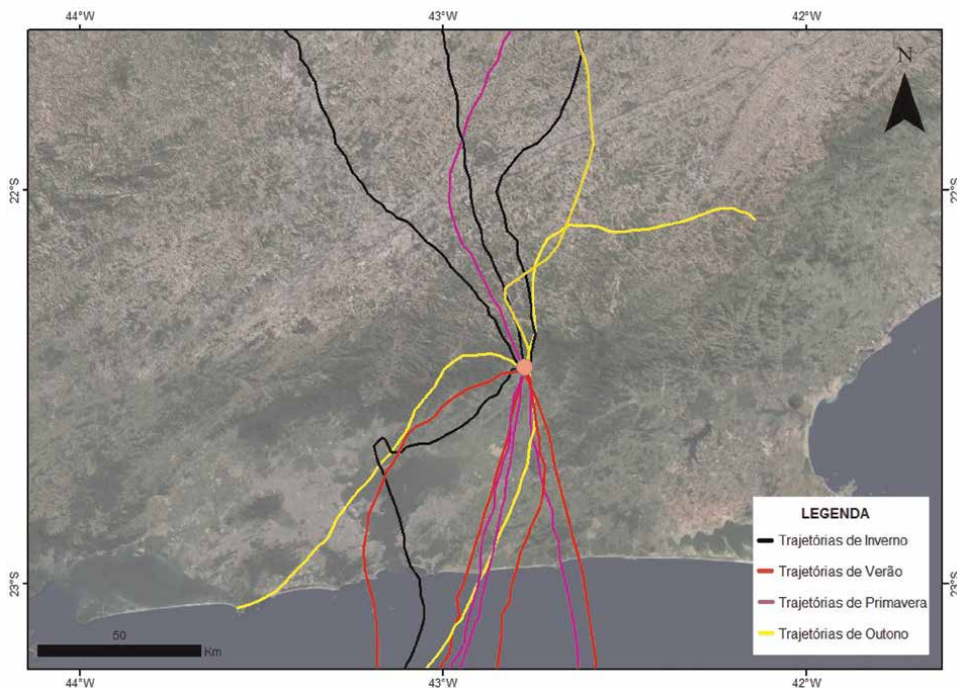 44°W 43°W 42°W
N
22°S 22°S
LEGENDA
Trajetórias de Inverno
Trajetórias de Verão
Trajetórias de Primavera
Trajetórias de Outono
23°S 23°S
50
Km
44°W 43°W 42°W